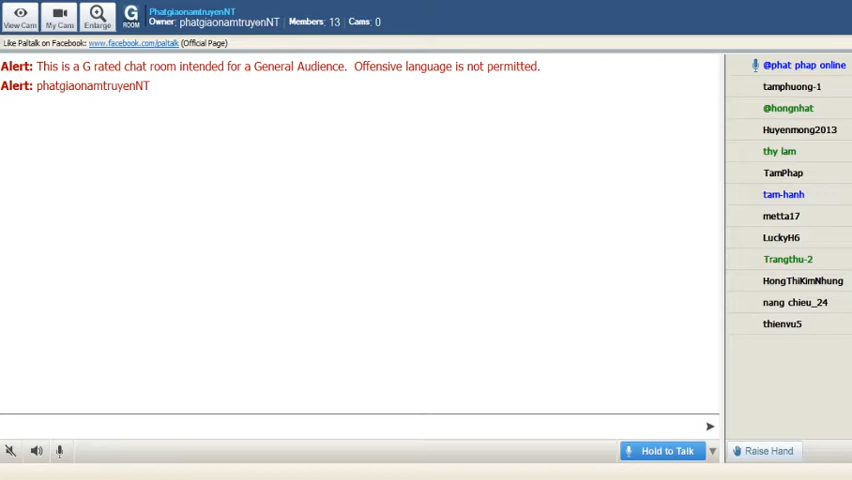 View Cam
My Cam
Enlarge
G
ROOM
PhatgiaonamtruyenNT
Owner: phatgiaonamtruyenNT Members: 13 Cams: 0
Like Paltalk on Facebook: www.facebook.com/paltalk (Official Page)
Alert: This is a G rated chat room intended for a General Audience. Offensive language is not permitted.
Alert: phatgiaonamtruyenNT
@phat phap online
tamphuong-1
@hongnhat
Huyenmong2013
thy lam
TamPhap
tam-hanh
metta17
LuckyH6
Trangthu-2
HongThiKimNhung
nang chieu_24
thienvu5
Hold to Talk
Raise Hand